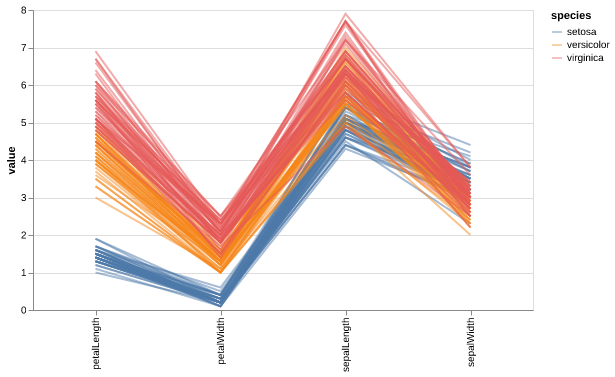 8
7
6
5
4
3
2
1
0
value
petalLength
petalWidth
sepalLength
sepalWidth
species
setosa
versicolor
virginica